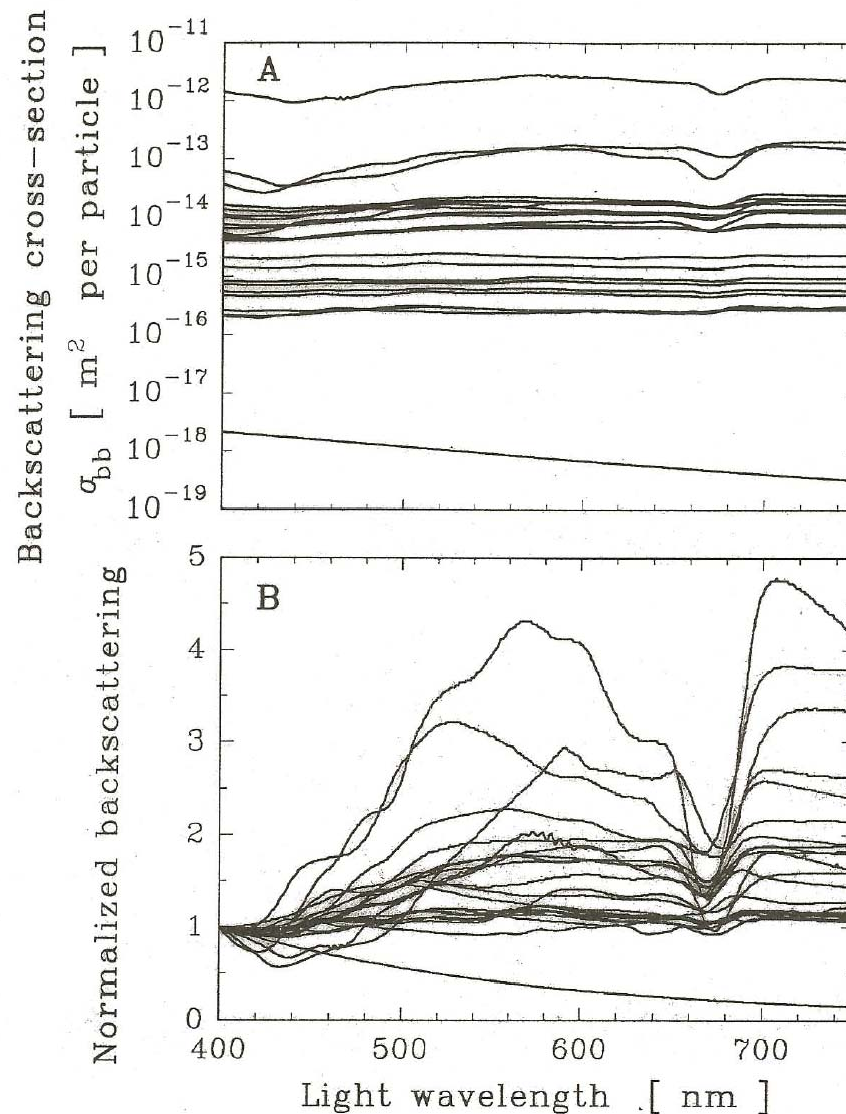 Backscattering cross-section
σbb [ m² per particle ]
A
10⁻¹¹
10⁻¹²
10⁻¹³
10⁻¹⁴
10⁻¹⁵
10⁻¹⁶
10⁻¹⁷
10⁻¹⁸
10⁻¹⁹
Normalized backscattering
B
5
4
3
2
1
0
400 500 600 700
Light wavelength [ nm ]